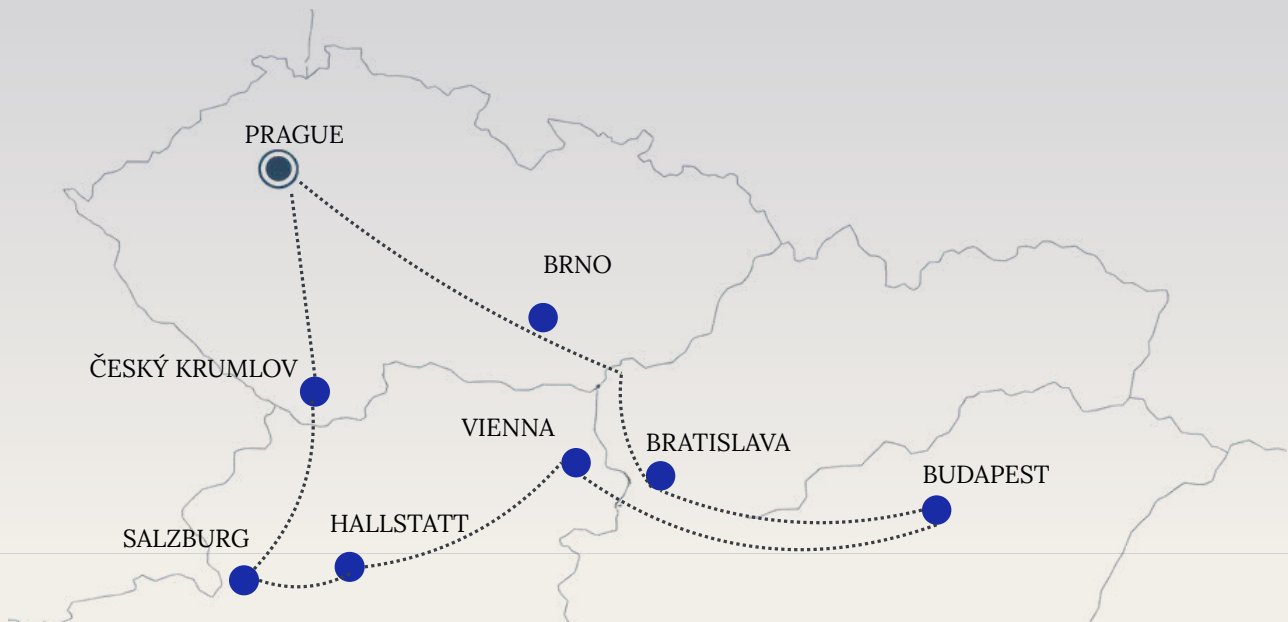 PRAGUE
BRNO
ČESKÝ KRUMLOV
VIENNA
BRATISLAVA
BUDAPEST
HALLSTATT
SALZBURG